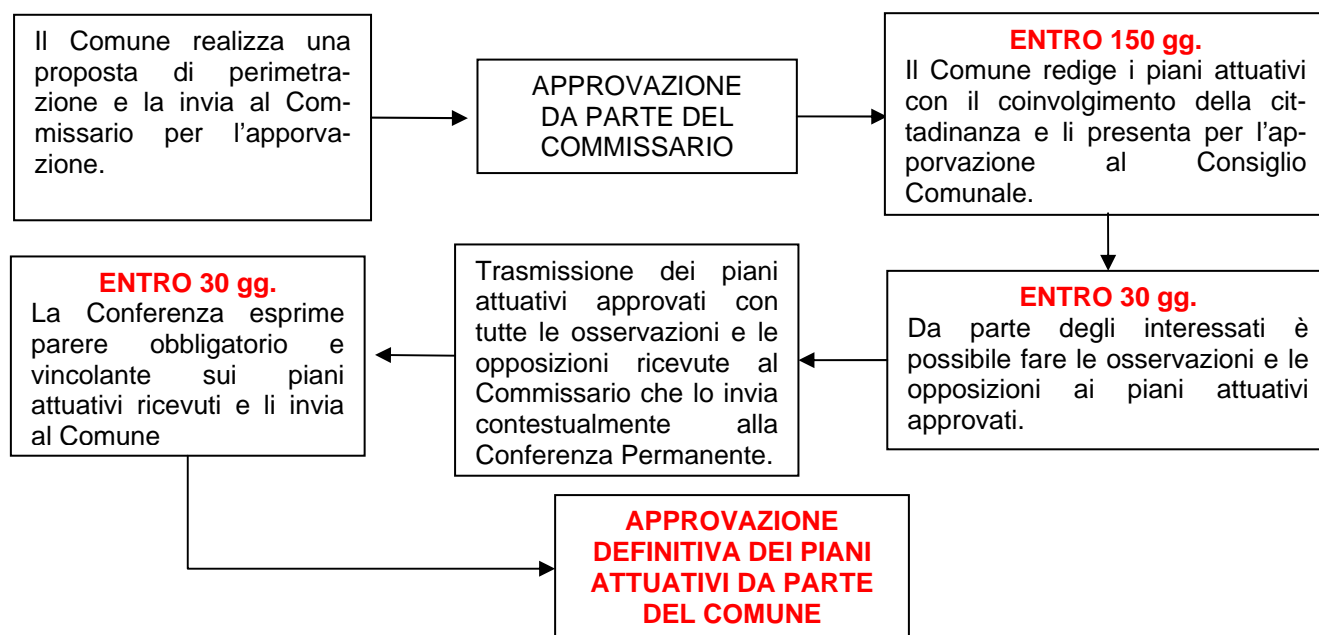 Il Comune realizza una
proposta di perimetra-
zione e la invia al Com-
missario per l'apporva-
zione.
APPROVAZIONE
DA PARTE DEL
COMMISSARIO
ENTRO 150 gg.
Il Comune redige i piani attuativi
con il coinvolgimento della cit-
tadinanza e li presenta per l'ap-
porvazione al Consiglio
Comunale.
ENTRO 30 gg.
Da parte degli interessati è
possibile fare le osservazioni e le
opposizioni ai piani attuativi
approvati.
Trasmissione dei piani
attuativi approvati con
tutte le osservazioni e le
opposizioni ricevute al
Commissario che lo invia
contestualmente alla
Conferenza Permanente.
ENTRO 30 gg.
La Conferenza esprime
parere obbligatorio e
vincolante sui piani
attuativi ricevuti e li invia
al Comune
APPROVAZIONE
DEFINITIVA DEI PIANI
ATTUATIVI DA PARTE
DEL COMUNE